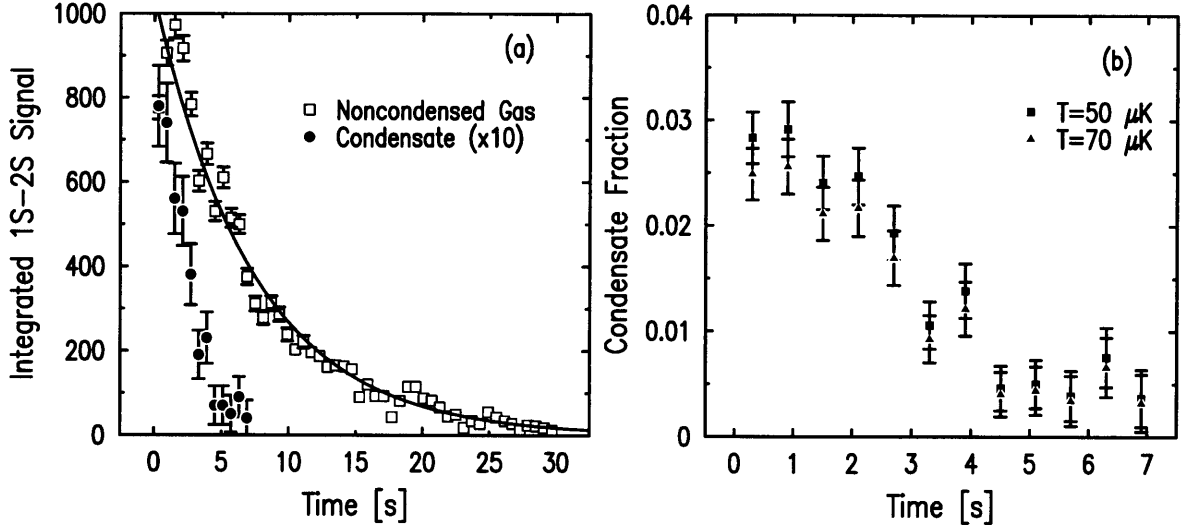 1000
800
600
400
200
0
Integrated 1S−2S Signal
(a)
Noncondensed Gas
Condensate (x10)
0 5 10 15 20 25 30
Time [s]
0.04
0.03
0.02
0.01
0
Condensate Fraction
(b)
T=50 μK
T=70 μK
0 1 2 3 4 5 6 7
Time [s]